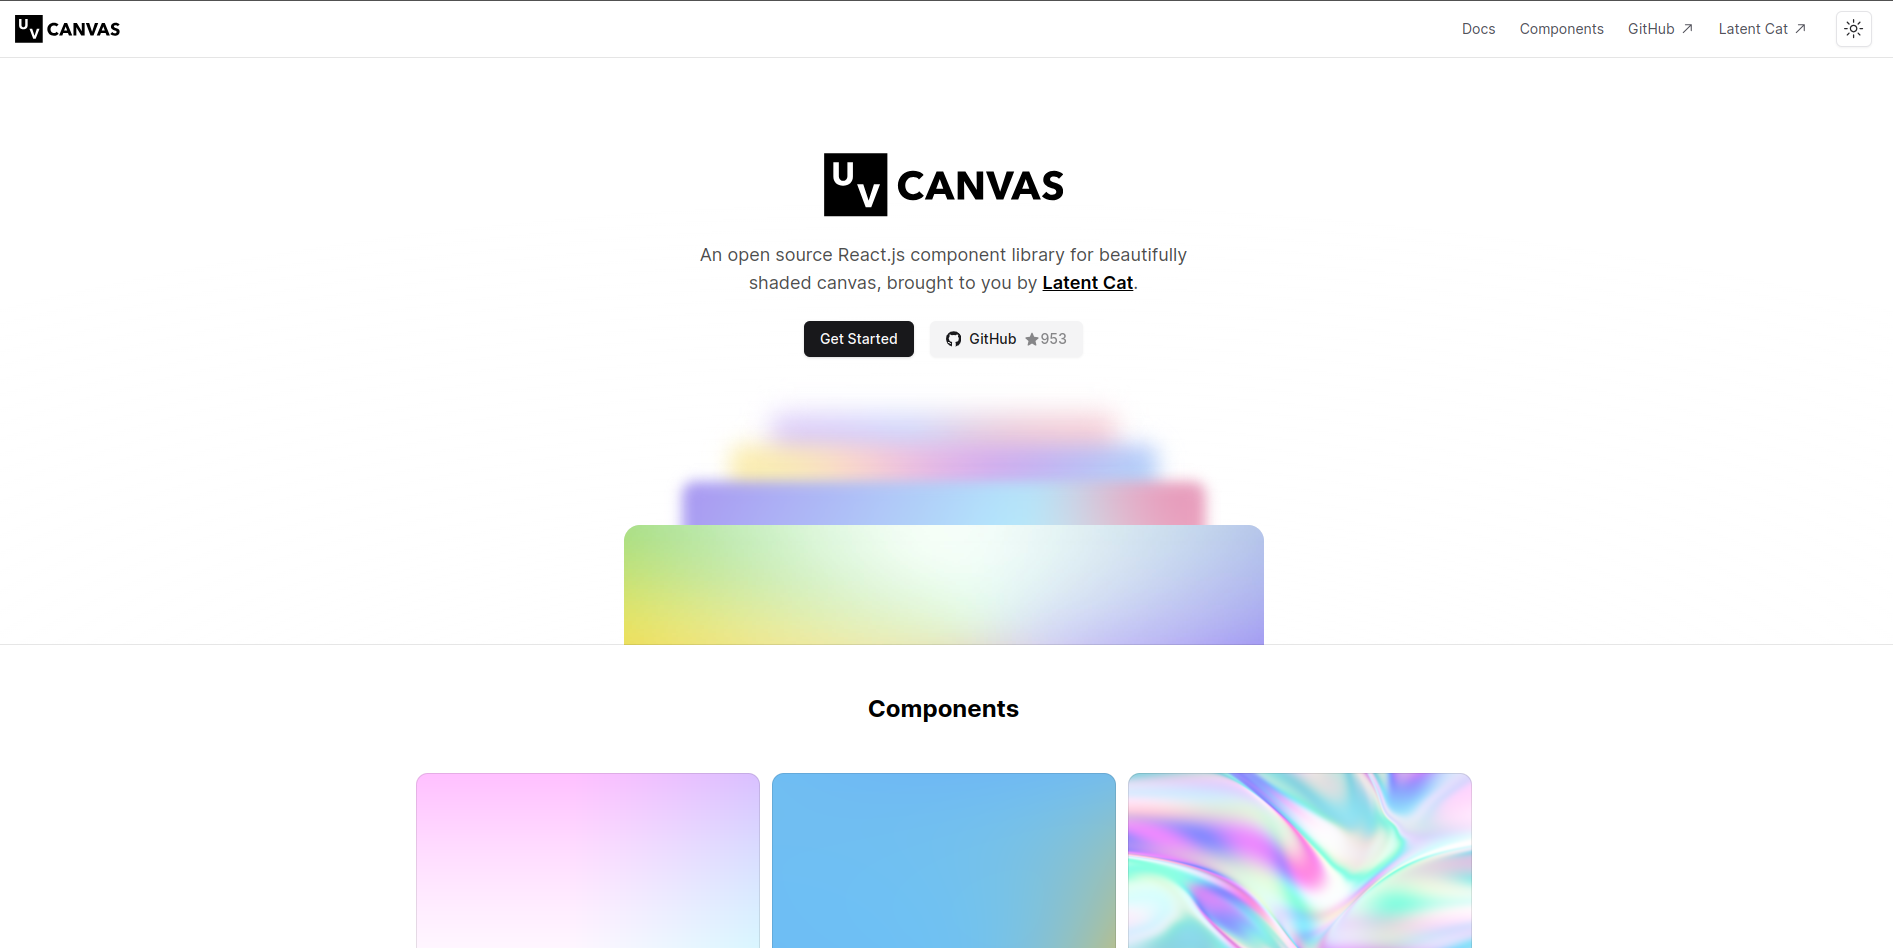 UV CANVAS
Docs Components GitHub Latent Cat
UV CANVAS
An open source React.js component library for beautifully
shaded canvas, brought to you by Latent Cat.
Get Started GitHub ★953
Components